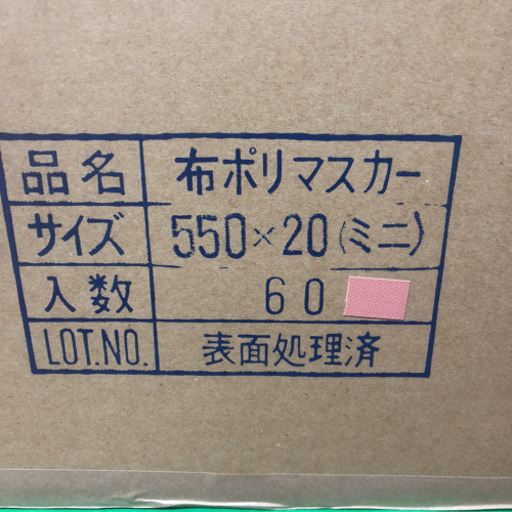 品名 布ポリマスカー
サイズ 550×20(ミニ)
入数 60
LOT.NO. 表面処理済